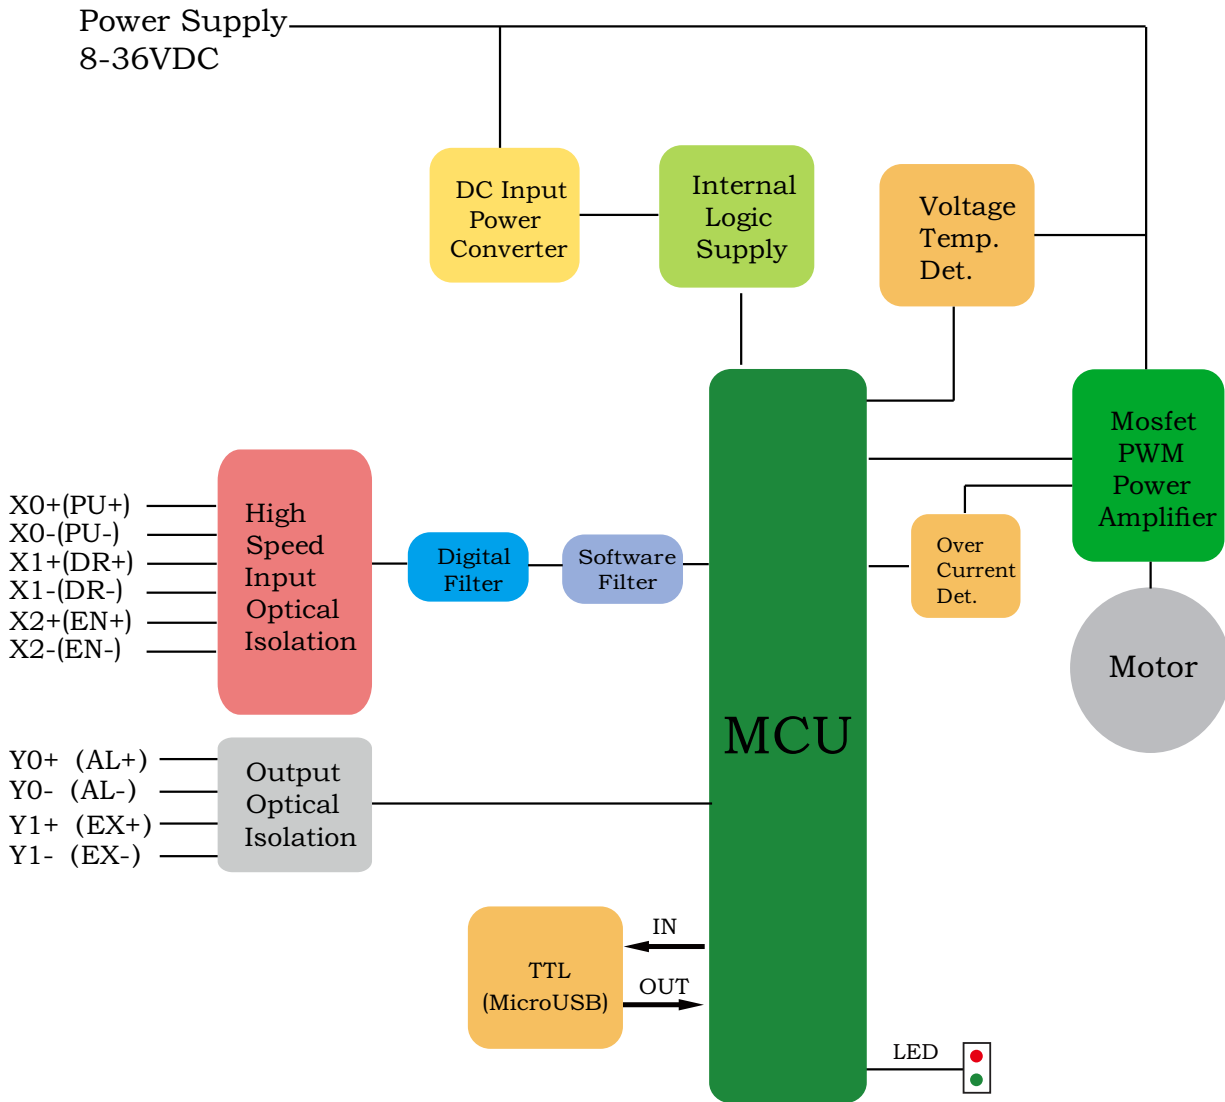 Power Supply
8-36VDC
DC Input
Power
Converter
Internal
Logic
Supply
Voltage
Temp.
Det.
Mosfet
PWM
Power
Amplifier
Over
Current
Det.
Motor
X0+(PU+)
X0-(PU-)
X1+(DR+)
X1-(DR-)
X2+(EN+)
X2-(EN-)
High
Speed
Input
Optical
Isolation
Digital
Filter
Software
Filter
MCU
Y0+ (AL+)
Y0- (AL-)
Y1+ (EX+)
Y1- (EX-)
Output
Optical
Isolation
TTL
(MicroUSB)
IN
OUT
LED